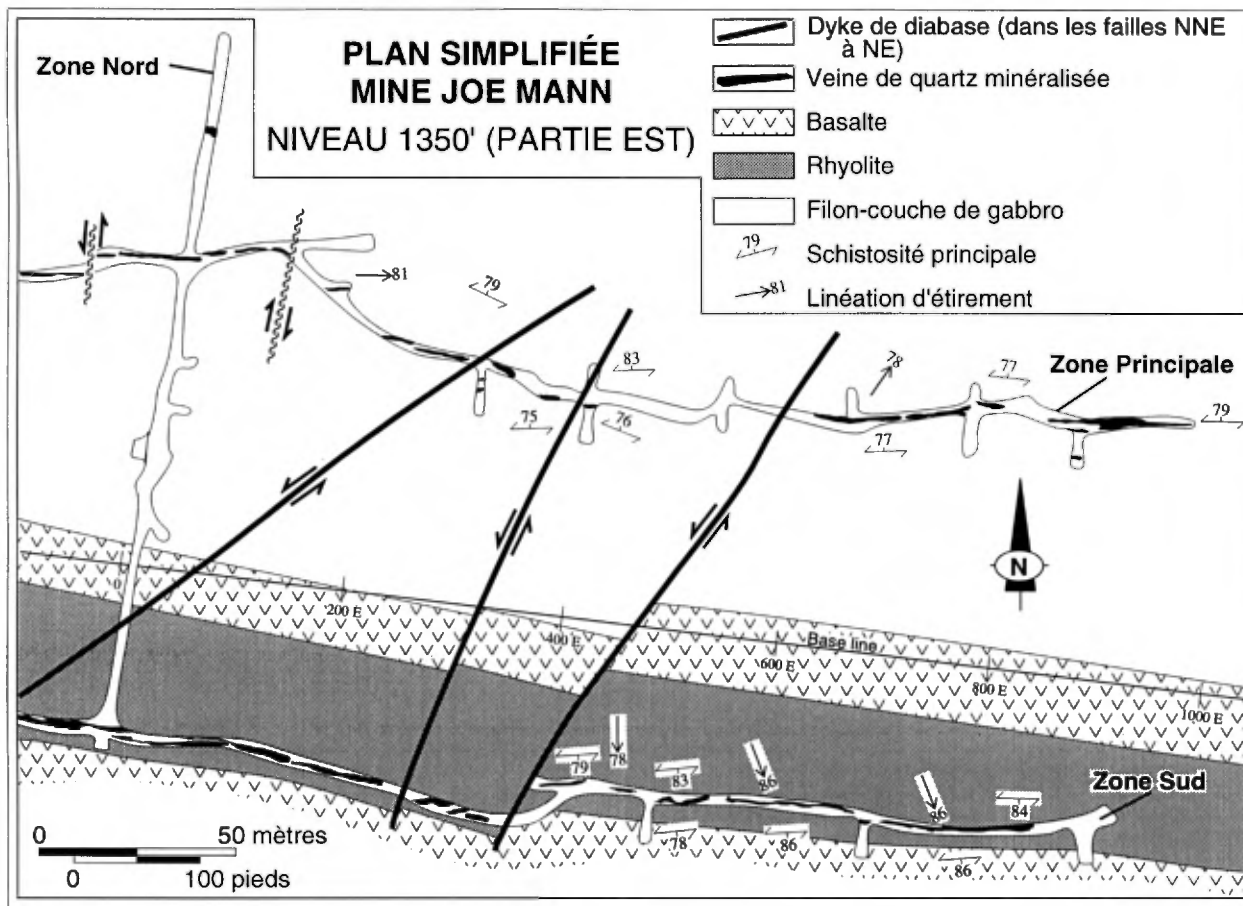 Zone Nord
PLAN SIMPLIFIÉE
MINE JOE MANN
NIVEAU 1350' (PARTIE EST)
Dyke de diabase (dans les failles NNE
à NE)
Veine de quartz minéralisée
Basalte
Rhyolite
Filon-couche de gabbro
79
Schistosité principale
81
Linéation d'étirement
81
79
83
78
77
Zone Principale
79
75
76
77
N
0
200 E
400 E
Base line
600 E
800 E
1000 E
79
78
83
86
86
84
Zone Sud
78
86
86
0
50 mètres
0
100 pieds